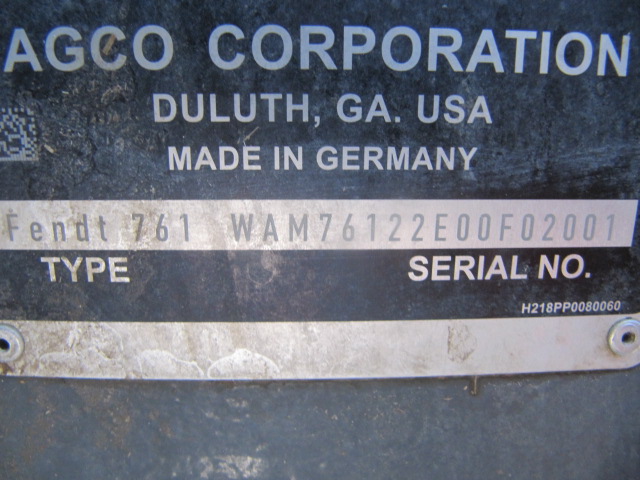 AGCO CORPORATION
DULUTH, GA. USA
MADE IN GERMANY
Fendt 761 WAM76122E00F02001
TYPE SERIAL NO.
H218PP0080060